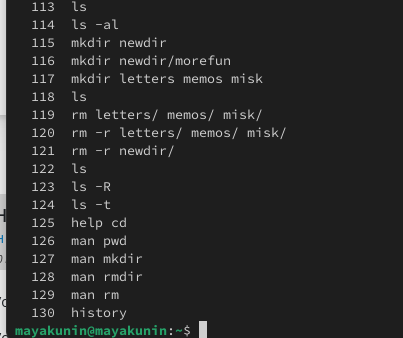 113 ls
114 ls -al
115 mkdir newdir
116 mkdir newdir/morefun
117 mkdir letters memos misk
118 ls
119 rm letters/ memos/ misk/
120 rm -r letters/ memos/ misk/
121 rm -r newdir/
122 ls
123 ls -R
124 ls -t
125 help cd
126 man pwd
127 man mkdir
128 man rmdir
129 man rm
130 history
mayakunin@mayakunin:~$